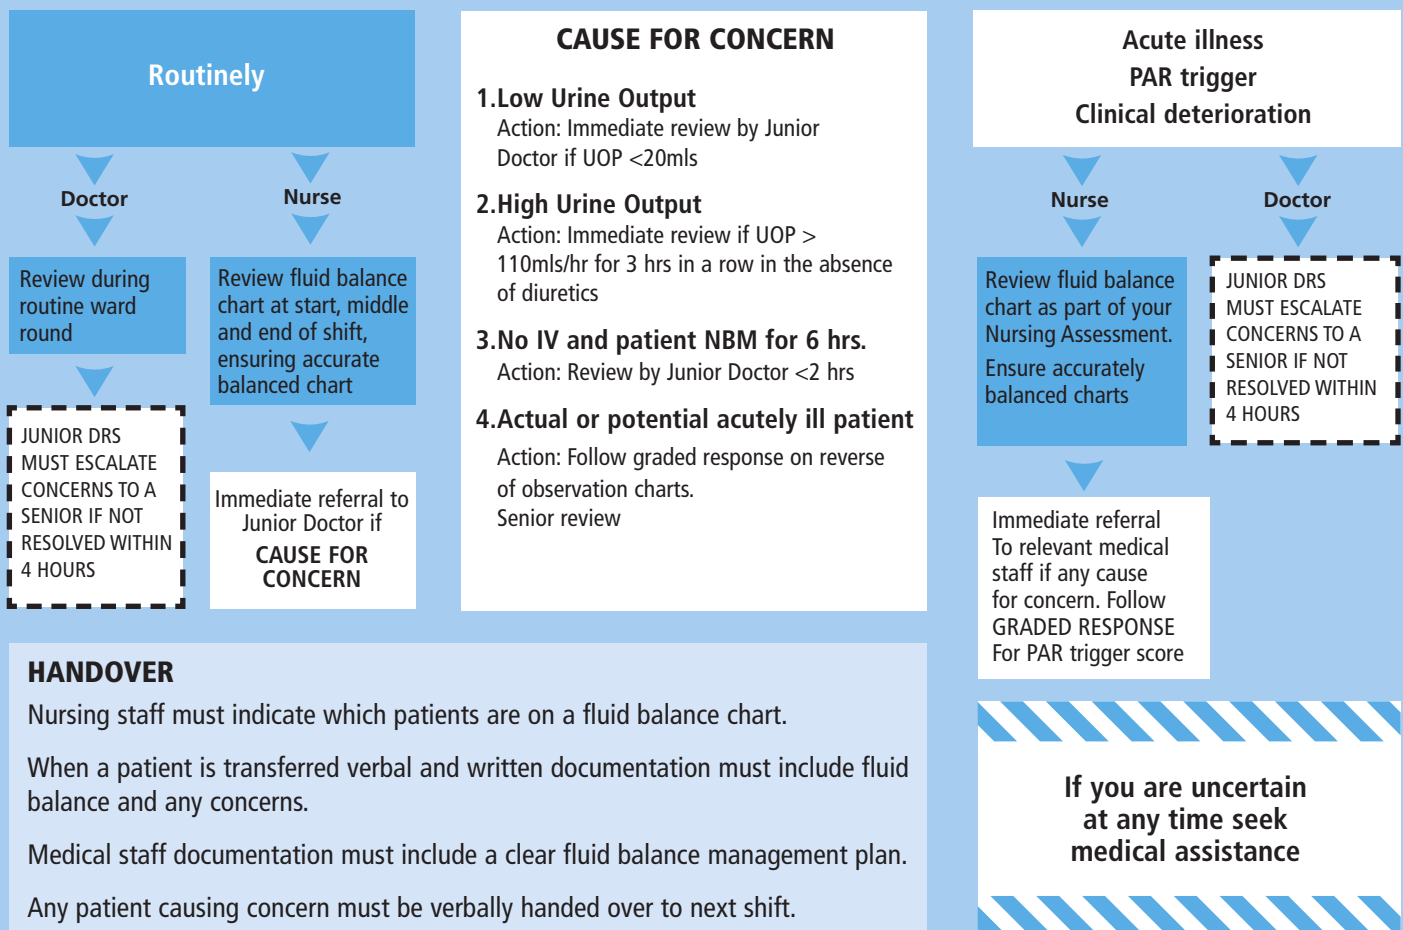 Routinely
Doctor
Review during
routine ward
round
JUNIOR DRS
MUST ESCALATE
CONCERNS TO A
SENIOR IF NOT
RESOLVED WITHIN
4 HOURS
Nurse
Review fluid balance
chart at start, middle
and end of shift,
ensuring accurate
balanced chart
Immediate referral to
Junior Doctor if
CAUSE FOR
CONCERN
CAUSE FOR CONCERN
1.Low Urine Output
Action: Immediate review by Junior
Doctor if UOP <20mls
2.High Urine Output
Action: Immediate review if UOP >
110mls/hr for 3 hrs in a row in the absence
of diuretics
3.No IV and patient NBM for 6 hrs.
Action: Review by Junior Doctor <2 hrs
4.Actual or potential acutely ill patient
Action: Follow graded response on reverse
of observation charts.
Senior review
Acute illness
PAR trigger
Clinical deterioration
Nurse
Review fluid balance
chart as part of your
Nursing Assessment.
Ensure accurately
balanced charts
Immediate referral
To relevant medical
staff if any cause
for concern. Follow
GRADED RESPONSE
For PAR trigger score
Doctor
JUNIOR DRS
MUST ESCALATE
CONCERNS TO A
SENIOR IF NOT
RESOLVED WITHIN
4 HOURS
HANDOVER
Nursing staff must indicate which patients are on a fluid balance chart.
When a patient is transferred verbal and written documentation must include fluid
balance and any concerns.
Medical staff documentation must include a clear fluid balance management plan.
Any patient causing concern must be verbally handed over to next shift.
If you are uncertain
at any time seek
medical assistance